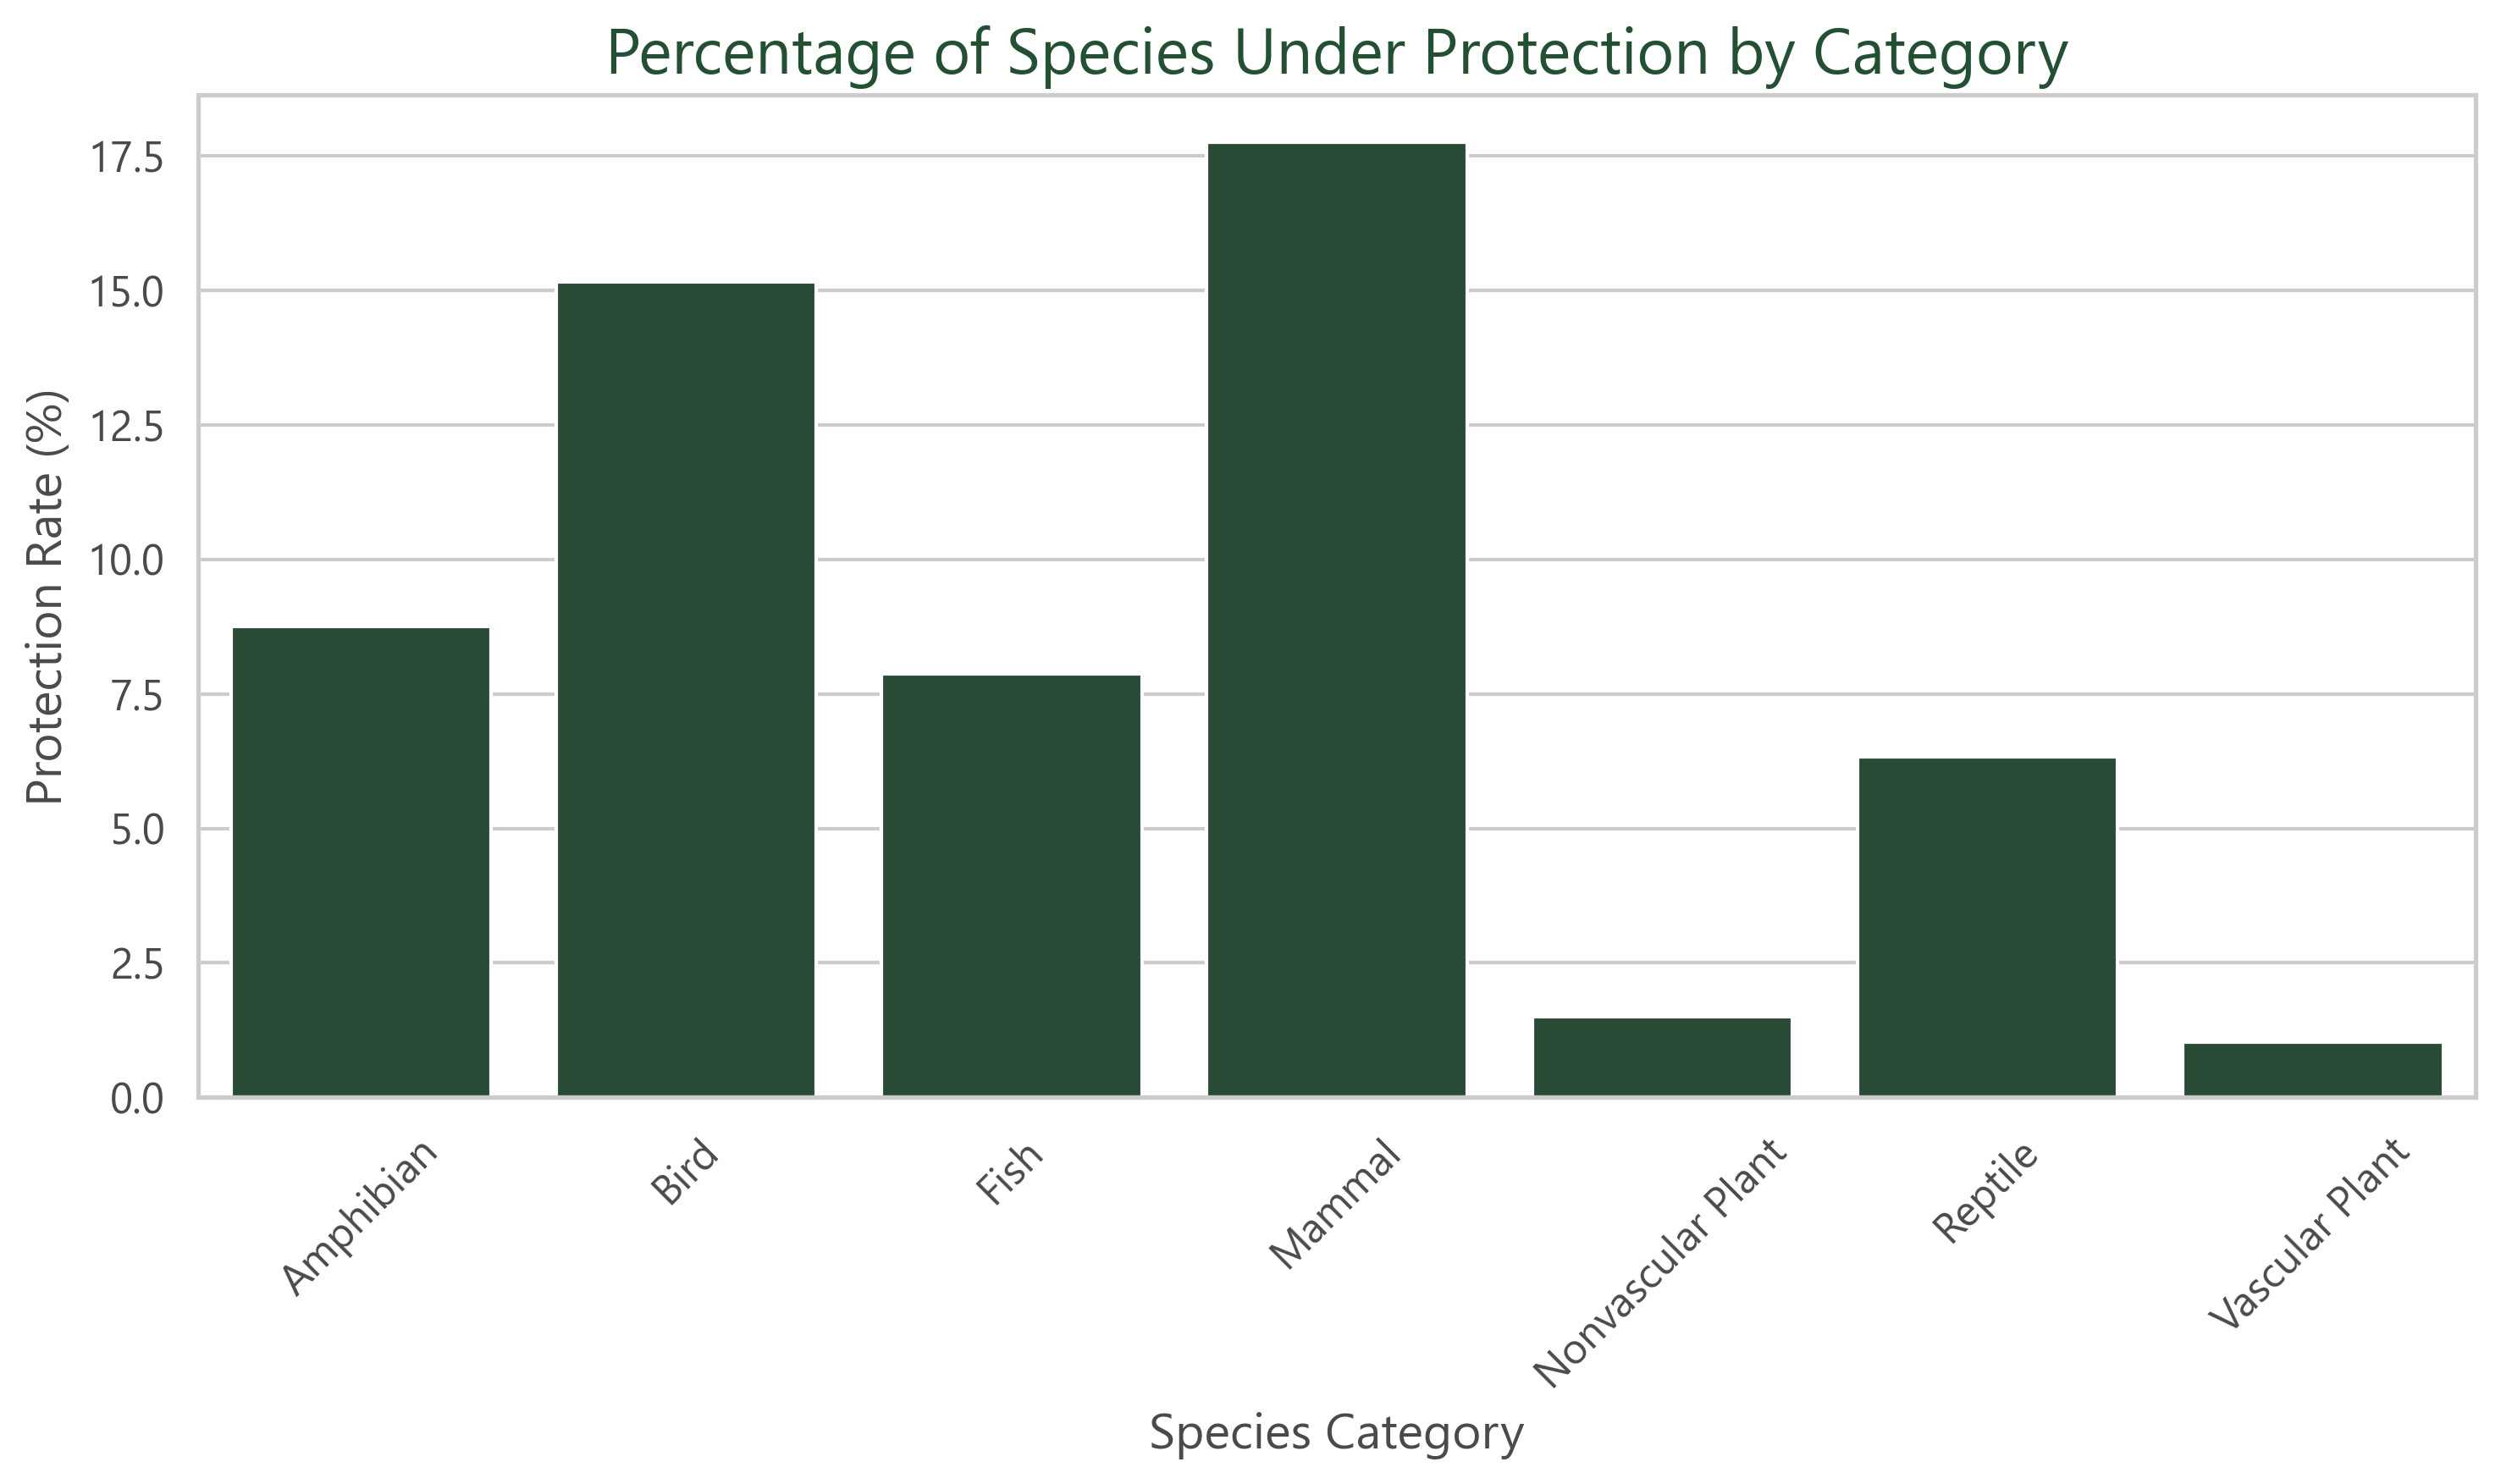 Percentage of Species Under Protection by Category
Protection Rate (%)
17.5
15.0
12.5
10.0
7.5
5.0
2.5
0.0
Amphibian
Bird
Fish
Mammal
Nonvascular Plant
Reptile
Vascular Plant
Species Category